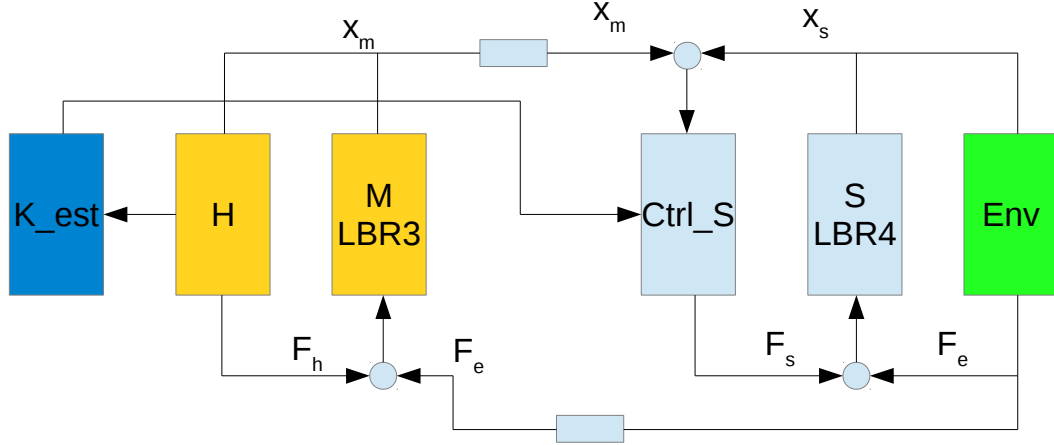 x_m
x_m
x_s
K_est
H
M
LBR3
Ctrl_S
S
LBR4
Env
F_h
F_e
F_s
F_e